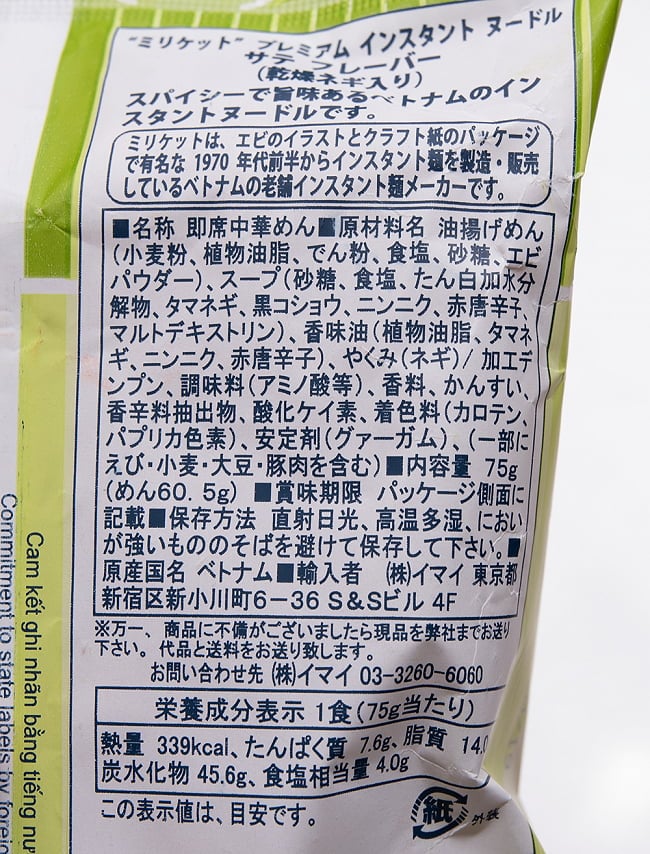 "ミリケット" プレミアム インスタント ヌードル
サテ フレーバー
(乾燥ネギ入り)
スパイシーで旨味あるベトナムのイン
スタントヌードルです。
ミリケットは、エビのイラストとクラフト紙のパッケージ
で有名な 1970 年代前半からインスタント麺を製造・販売
しているベトナムの老舗インスタント麺メーカーです。
■名称 即席中華めん■原材料名 油揚げめん
(小麦粉、植物油脂、でん粉、食塩、砂糖、エビ
パウダー)、スープ(砂糖、食塩、たん白加水分
解物、タマネギ、黒コショウ、ニンニク、赤唐辛子、
マルトデキストリン)、香味油(植物油脂、タマネ
ギ、ニンニク、赤唐辛子)、やくみ(ネギ)/ 加工デ
ンプン、調味料(アミノ酸等)、香料、かんすい、
香辛料抽出物、酸化ケイ素、着色料(カロテン、
パプリカ色素)、安定剤(グァーガム)、(一部に
えび・小麦・大豆・豚肉を含む)■内容量 75g
(めん60.5g) ■賞味期限 パッケージ側面に
記載■保存方法 直射日光、高温多湿、におい
が強いもののそばを避けて保存して下さい。■
原産国名 ベトナム■輸入者 (株)イマイ 東京都
新宿区新小川町6-36 S&Sビル 4F
※万一、商品に不備がございましたら現品を弊社までお送り
下さい。代品と送料をお送り致します。
お問い合わせ先 (株)イマイ 03-3260-6060
栄養成分表示 1食(75g当たり)
熱量 339kcal、たんぱく質 7.6g、脂質 14.0
炭水化物 45.6g、食塩相当量 4.0g
この表示値は、目安です。
紙 外装
Cam kết ghi nhãn bằng tiếng nư
Commitment to state labels by foreig